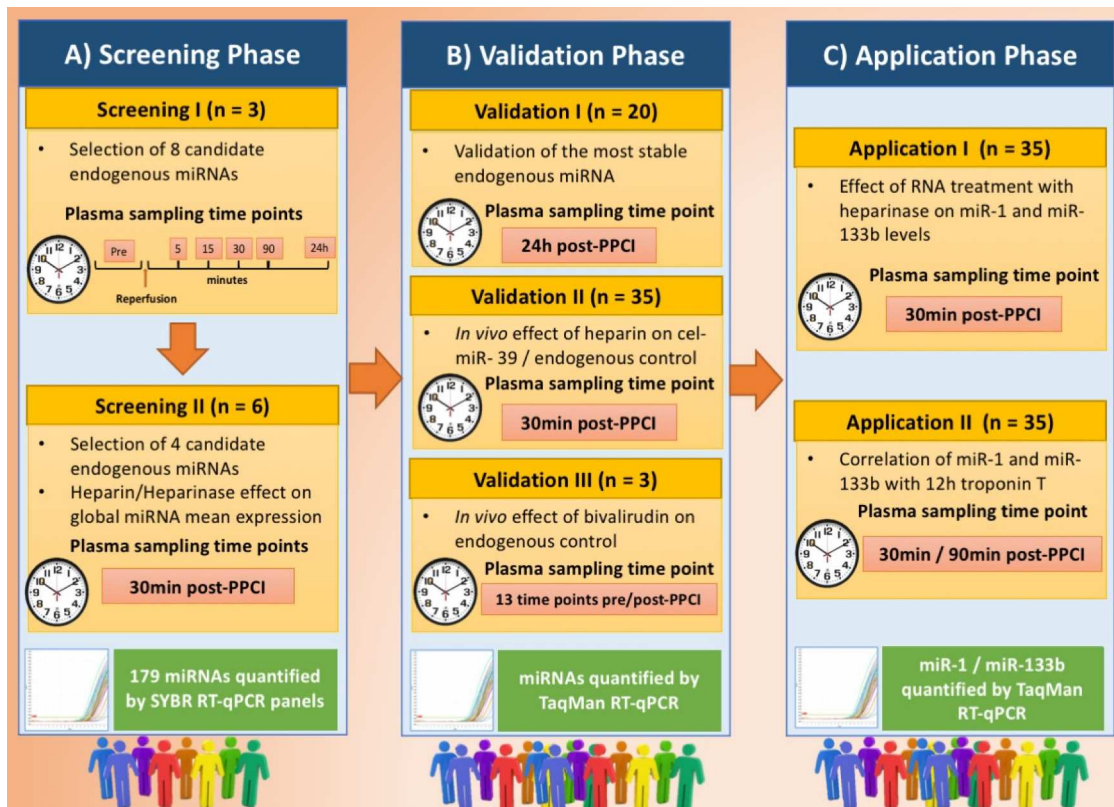 A) Screening Phase
Screening I (n = 3)
• Selection of 8 candidate
endogenous miRNAs
Plasma sampling time points
Pre 5 15 30 90 24h
minutes
Reperfusion
Screening II (n = 6)
• Selection of 4 candidate
endogenous miRNAs
• Heparin/Heparinase effect on
global miRNA mean expression
Plasma sampling time points
30min post-PPCI
179 miRNAs quantified
by SYBR RT-qPCR panels
B) Validation Phase
Validation I (n = 20)
• Validation of the most stable
endogenous miRNA
Plasma sampling time point
24h post-PPCI
Validation II (n = 35)
• In vivo effect of heparin on cel-
miR- 39 / endogenous control
Plasma sampling time point
30min post-PPCI
Validation III (n = 3)
• In vivo effect of bivalirudin on
endogenous control
Plasma sampling time point
13 time points pre/post-PPCI
miRNAs quantified by
TaqMan RT-qPCR
C) Application Phase
Application I (n = 35)
• Effect of RNA treatment with
heparinase on miR-1 and miR-
133b levels
Plasma sampling time point
30min post-PPCI
Application II (n = 35)
• Correlation of miR-1 and miR-
133b with 12h troponin T
Plasma sampling time point
30min / 90min post-PPCI
miR-1 / miR-133b
quantified by TaqMan
RT-qPCR